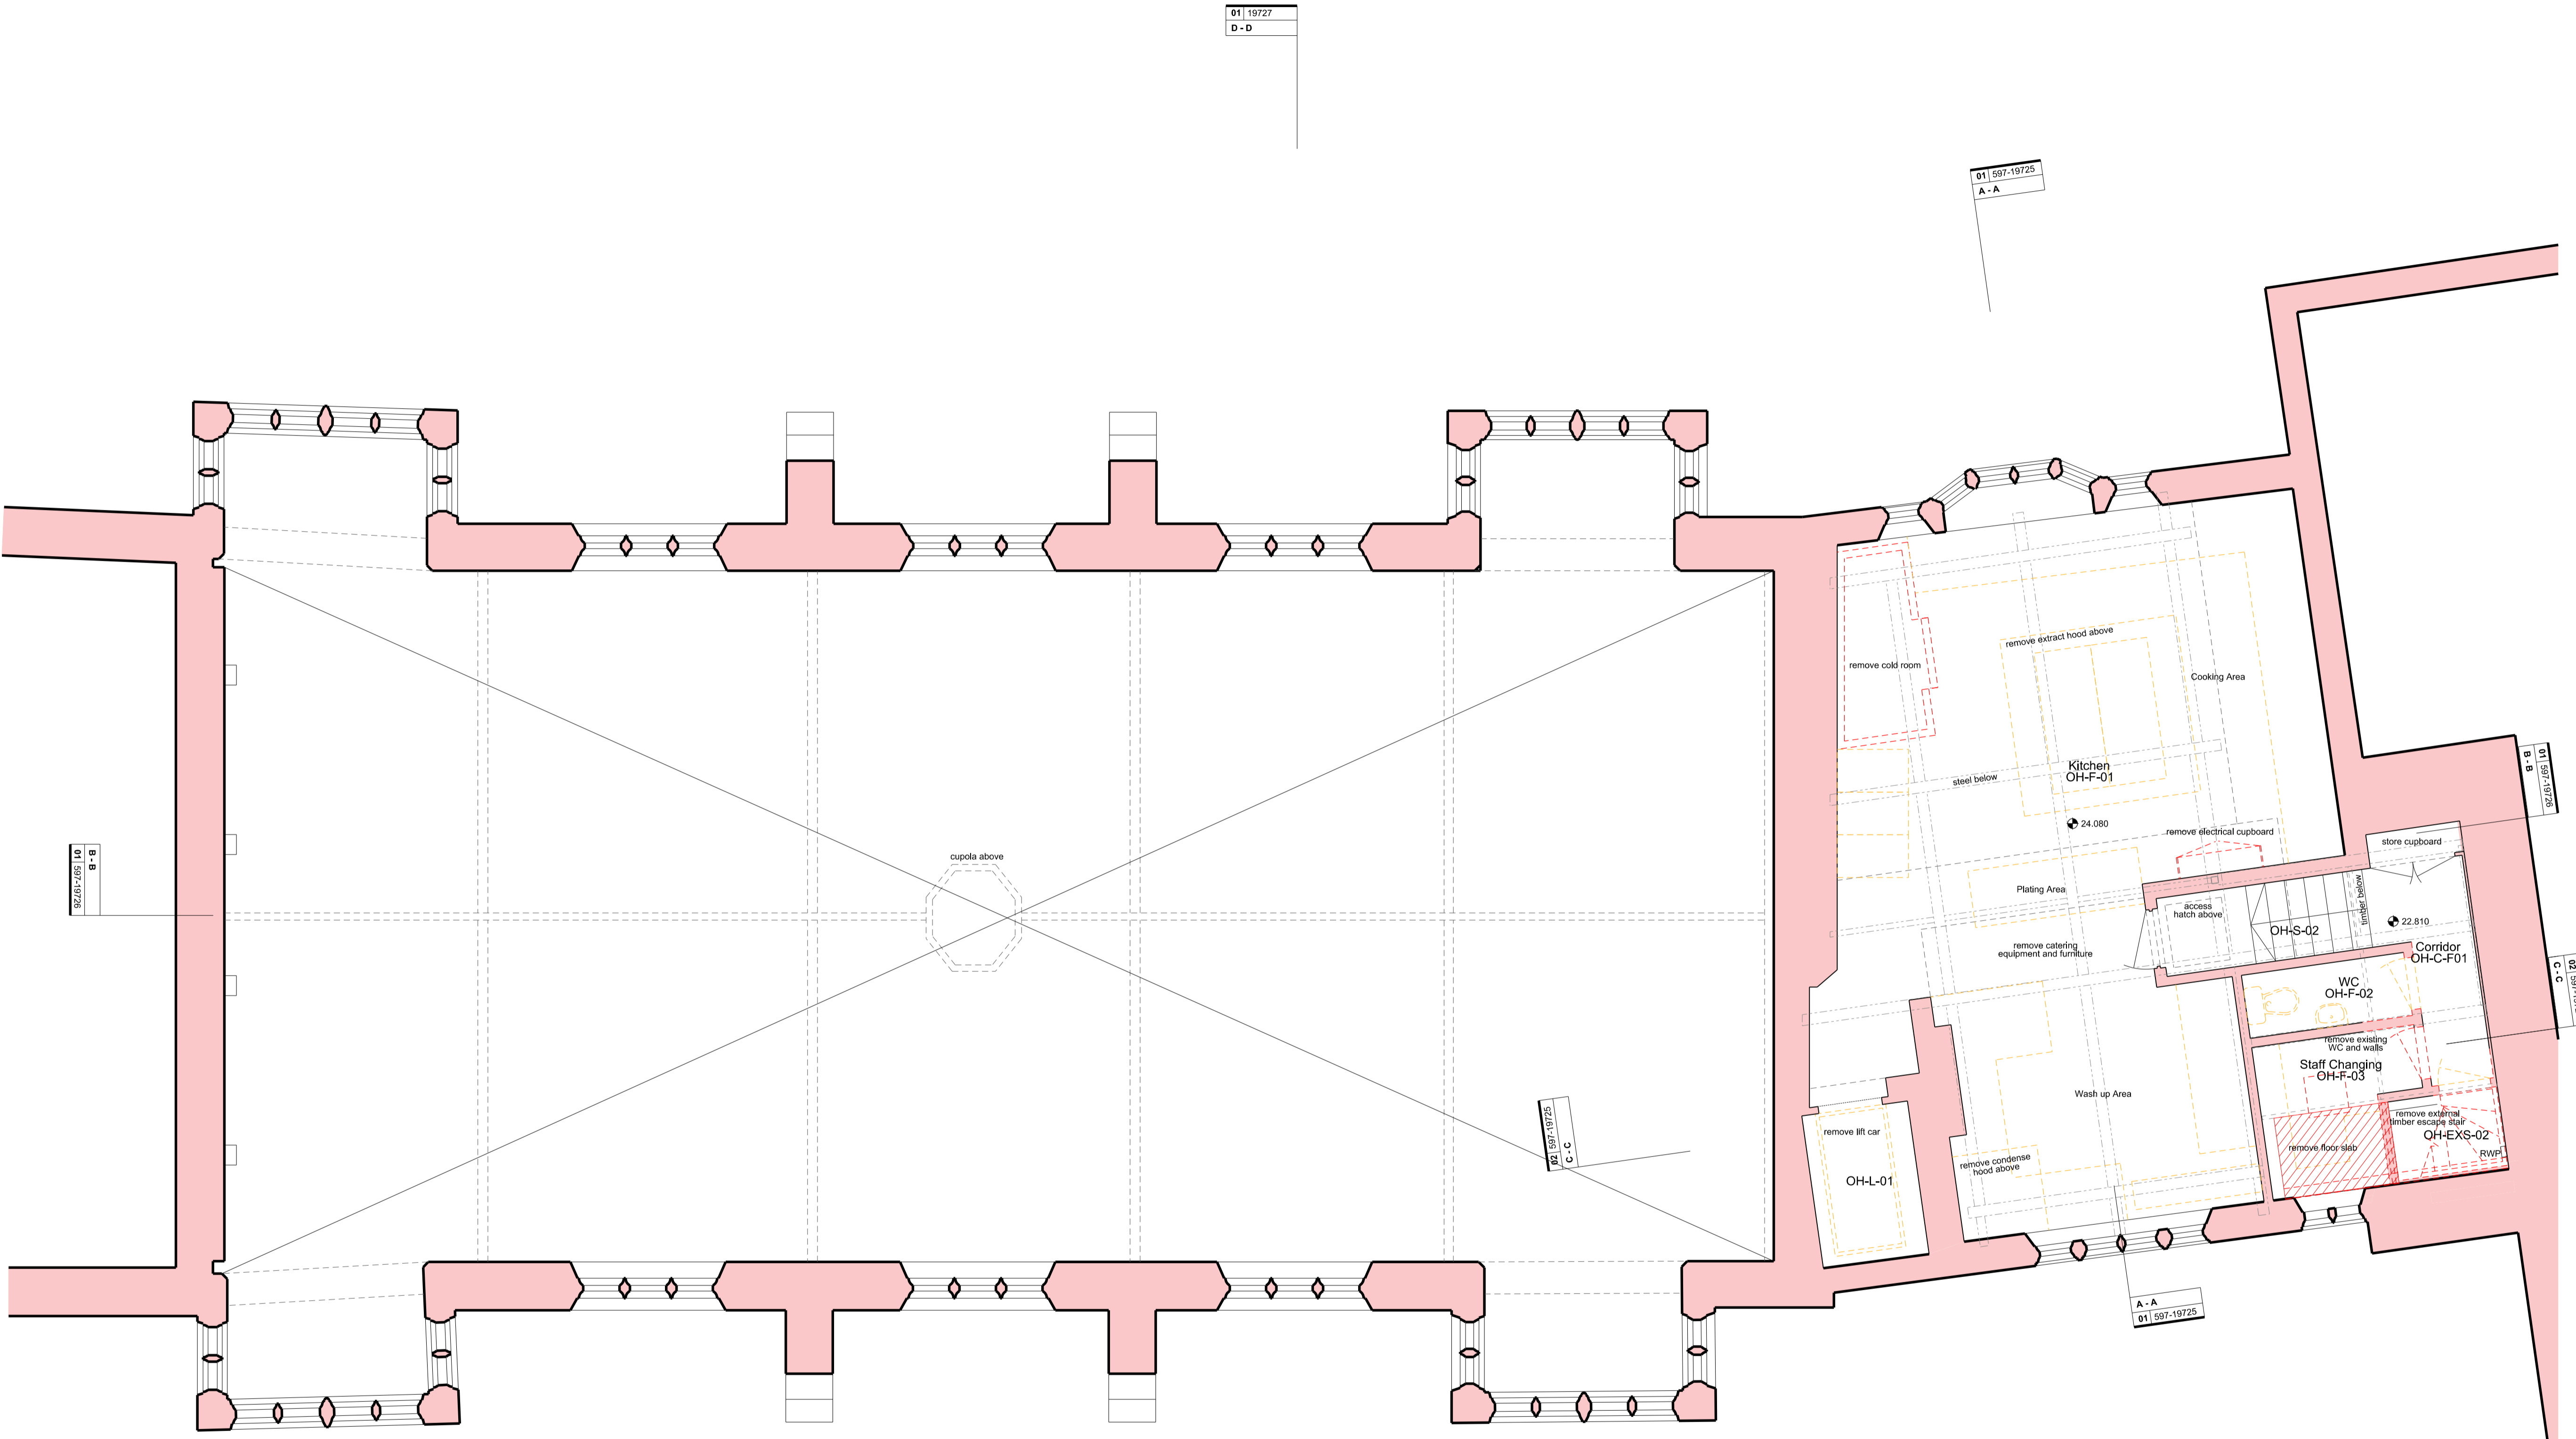 01 19727
D - D
01 597-19725
A - A
remove extract hood above
remove cold room
Cooking Area
Kitchen
OH-F-01
steel below
24.080
remove electrical cupboard
store cupboard
B - B
01 597-19726
cupola above
B - B
01 597-19726
Plating Area
access
hatch above
timber below
22.810
OH-S-02
remove catering
equipment and furniture
Corridor
OH-C-F01
C - C
02
WC
OH-F-02
remove existing
WC and walls
Staff Changing
OH-F-03
Wash up Area
02 597-19725
C - C
remove lift car
remove external
timber escape stair
OH-EXS-02
remove floor slab
RWP
remove condense
hood above
OH-L-01
A - A
01 597-19725